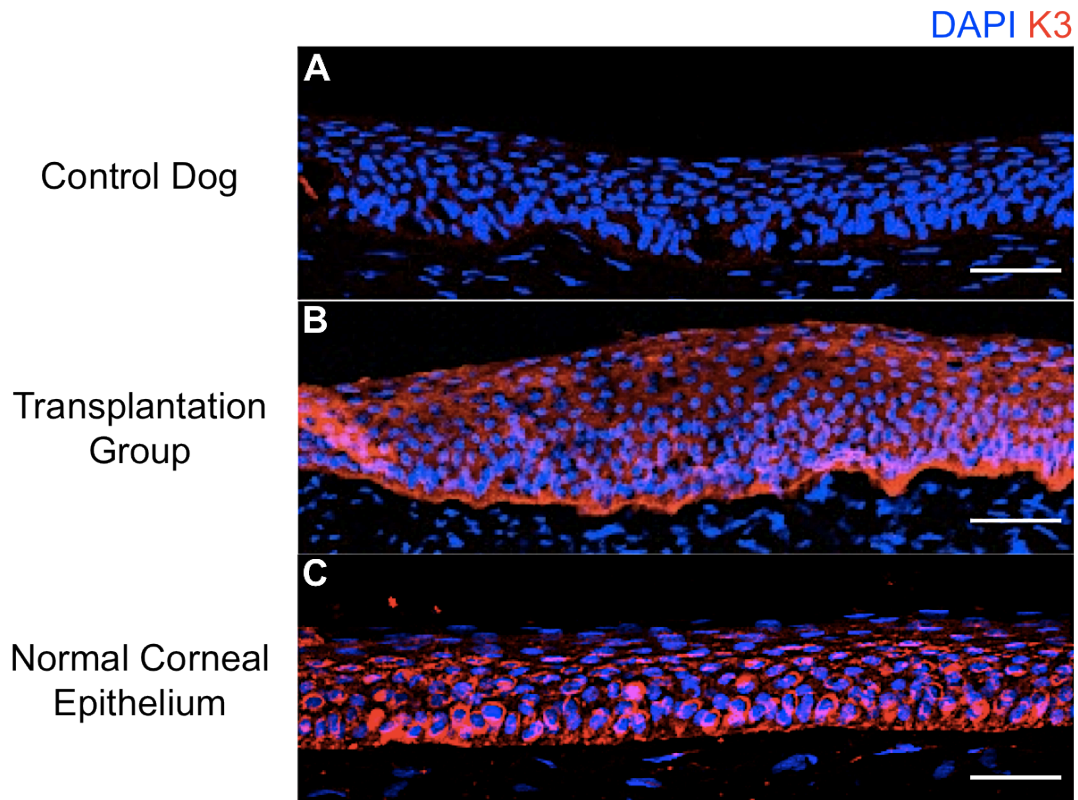 DAPI K3
A
Control Dog
B
Transplantation
Group
C
Normal Corneal
Epithelium